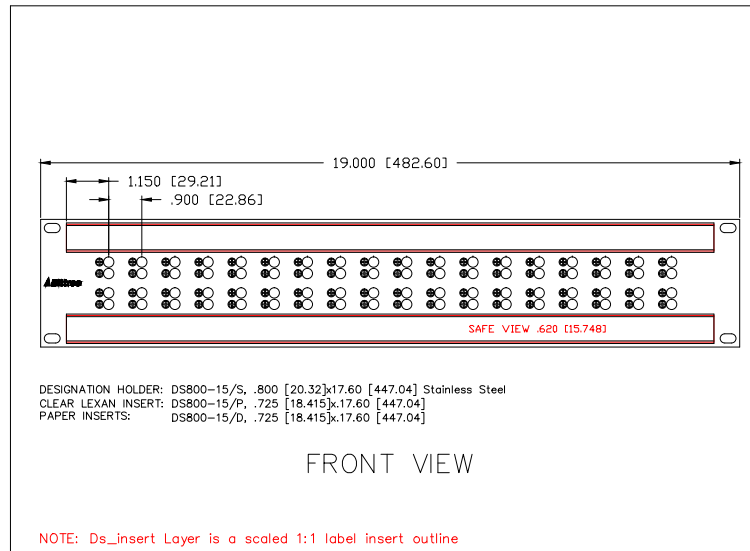 19.000 [482.60]
1.150 [29.21]
.900 [22.86]
Bittree
SAFE VIEW .620 [15.748]
DESIGNATION HOLDER: DS800-15/S, .800 [20.32]x17.60 [447.04] Stainless Steel
CLEAR LEXAN INSERT: DS800-15/P, .725 [18.415]x.17.60 [447.04]
PAPER INSERTS: DS800-15/D, .725 [18.415]x.17.60 [447.04]
FRONT VIEW
NOTE: Ds_insert Layer is a scaled 1:1 label insert outline